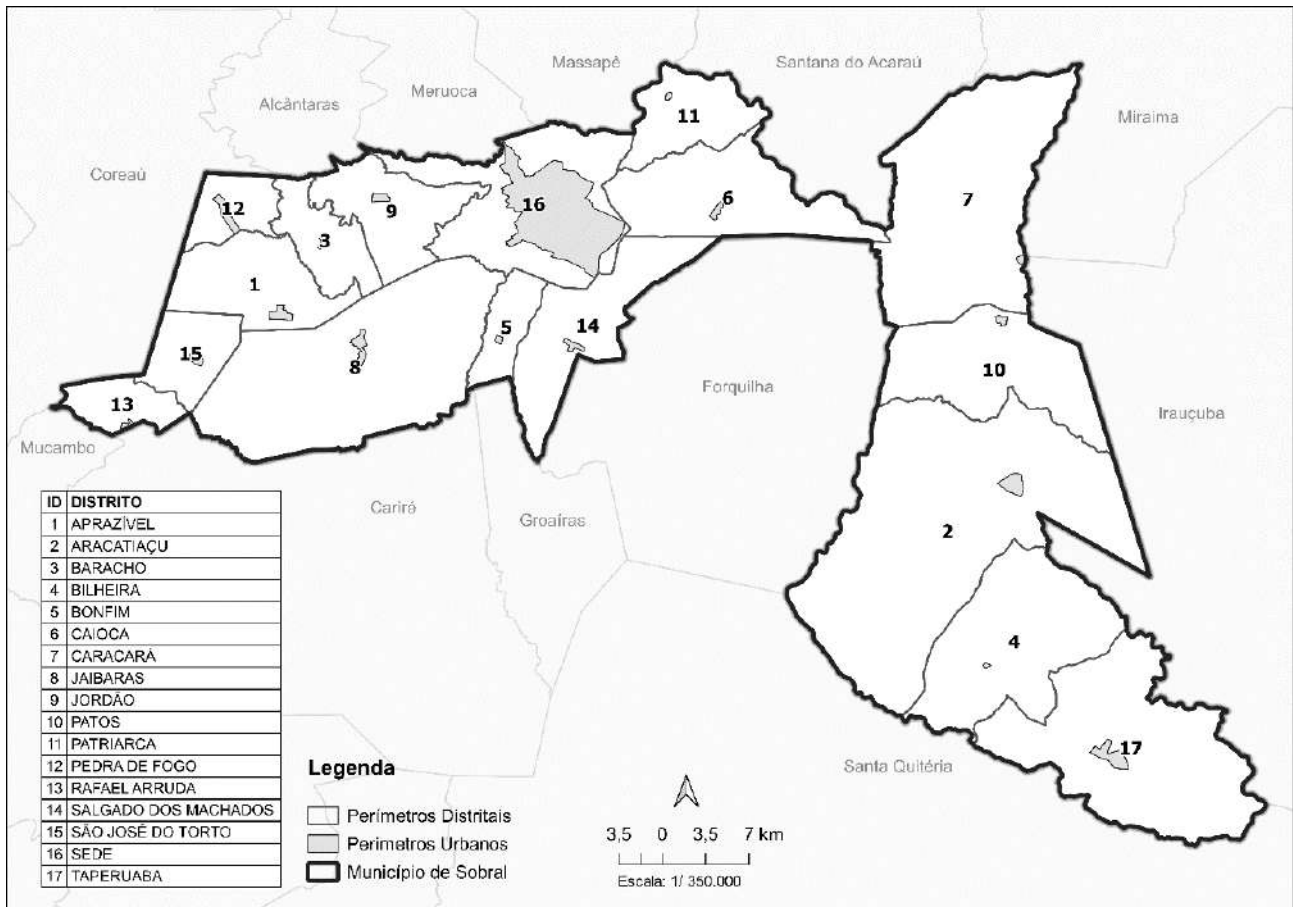 Massapê
Santana do Acaraú
Meruoca
Alcântaras
Miraima
Coreaú
11
7
6
16
9
12
3
1
5
14
8
15
13
10
Forquilha
Irauçuba
Mucambo
Cariré
Groaíras
2
4
17
Santa Quitéria
ID DISTRITO
1 APRAZÍVEL
2 ARACATIAÇU
3 BARACHO
4 BILHEIRA
5 BONFIM
6 CAIOCA
7 CARACARÁ
8 JAIBARAS
9 JORDÃO
10 PATOS
11 PATRIARCA
12 PEDRA DE FOGO
13 RAFAEL ARRUDA
14 SALGADO DOS MACHADOS
15 SÃO JOSÉ DO TORTO
16 SEDE
17 TAPERUABA
Legenda
Perímetros Distritais
Perímetros Urbanos
Município de Sobral
3,5 0 3,5 7 km
Escala: 1/ 350.000